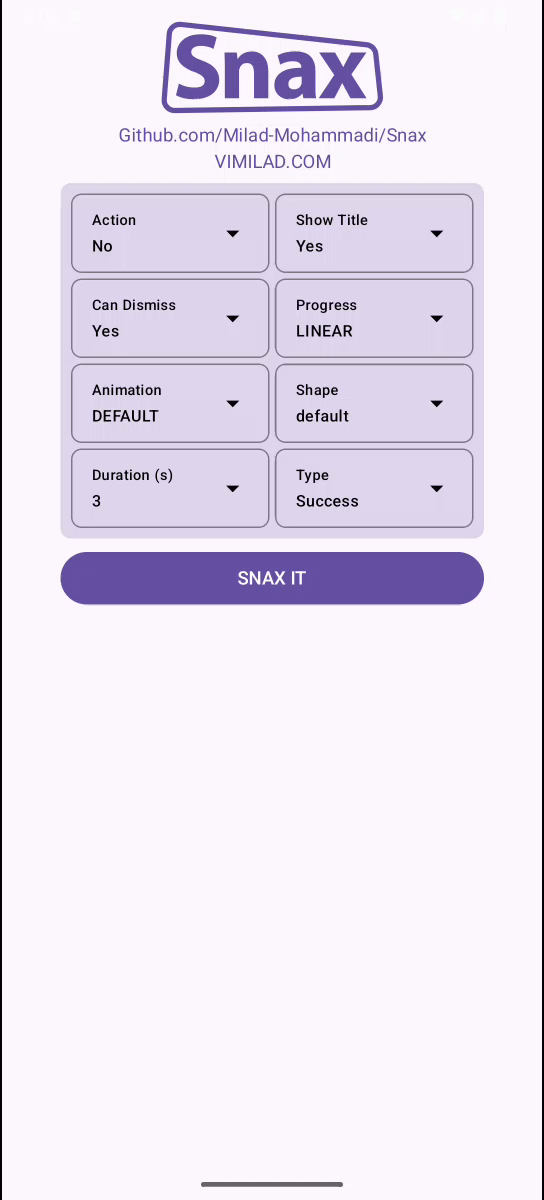 Snax
Github.com/Milad-Mohammadi/Snax
VIMILAD.COM
Action
No
Show Title
Yes
Can Dismiss
Yes
Progress
LINEAR
Animation
DEFAULT
Shape
default
Duration (s)
3
Type
Success
SNAX IT